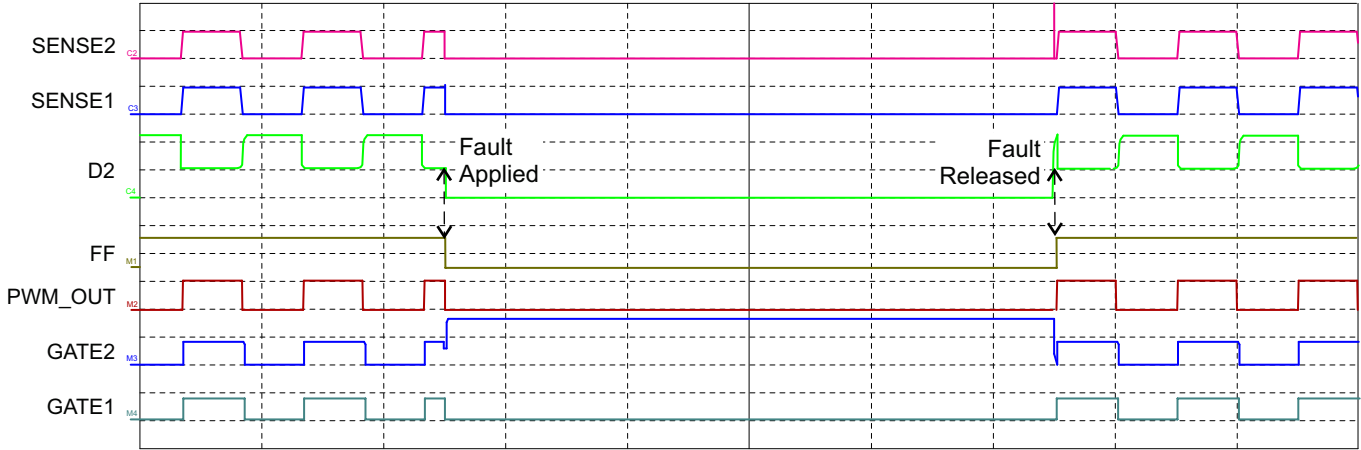 SENSE2
C2
SENSE1
C3
Fault
Applied
Fault
Released
D2
C4
FF
M1
PWM_OUT
M2
GATE2
M3
GATE1
M4